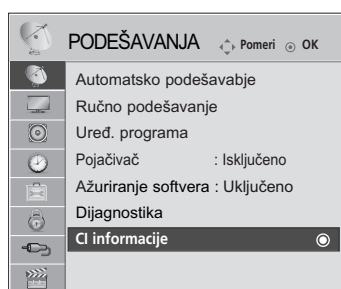 PODEŠAVANJA Pomeri OK
Automatsko podešavabje
Ručno podešavanje
Uređ. programa
Pojačivač : Isključeno
Ažuriranje softvera : Uključeno
Dijagnostika
CI informacije